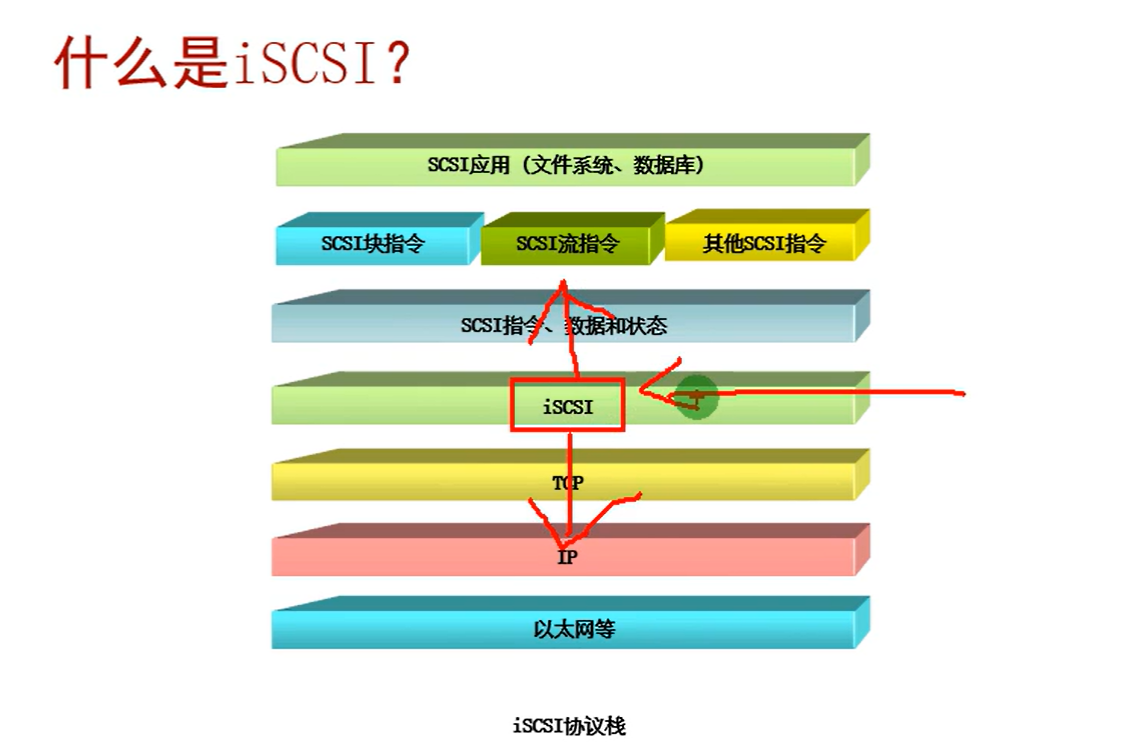 什么是iSCSI？
SCSI应用（文件系统、数据库）
SCSI块指令 SCSI流指令 其他SCSI指令
SCSI指令、数据和状态
iSCSI
TCP
IP
以太网等
iSCSI协议栈